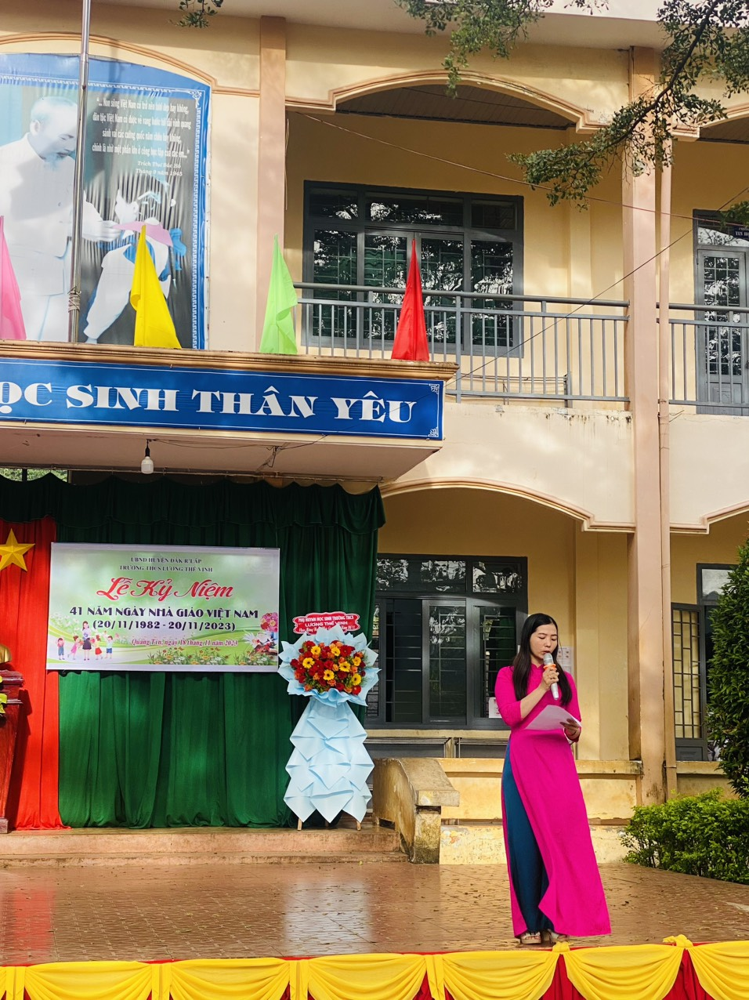 "... Non sông Việt Nam có trở nên tươi đẹp hay không,
dân tộc Việt Nam có được vẻ vang bước tới đài vinh quang
sánh vai các cường quốc năm châu hay không,
chính là nhờ một phần lớn ở công học tập của các em..."
Trích Thư Bác Hồ
Tháng 9 năm 1945
TIN H
ỌC SINH THÂN YÊU
UBND HUYỆN ĐAK R'LẤP
TRƯỜNG THCS LƯƠNG THẾ VINH
Lễ Kỷ Niệm
41 NĂM NGÀY NHÀ GIÁO VIỆT NAM
(20/11/1982 - 20/11/2023)
Quảng Tín, ngày 18 tháng 11 năm 2023
PHỤ HUYNH HỌC SINH TRƯỜNG THCS
LƯƠNG THẾ VINH